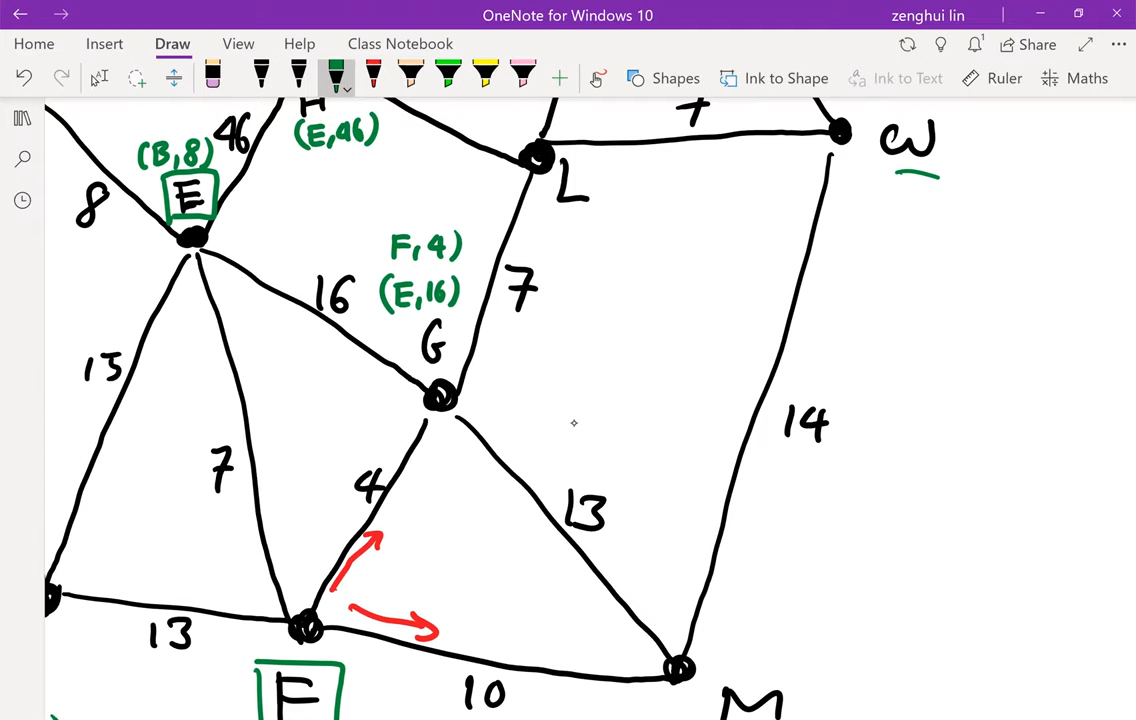 OneNote for Windows 10
zenghui lin
Home Insert Draw View Help Class Notebook
Share
Shapes
Ink to Shape
Ink to Text
Ruler
Maths
H
46
(E,46)
7
(B,8)
E
8
L
W
F,4)
(E,16)
16
7
G
15
7
4
13
14
13
10
F
M